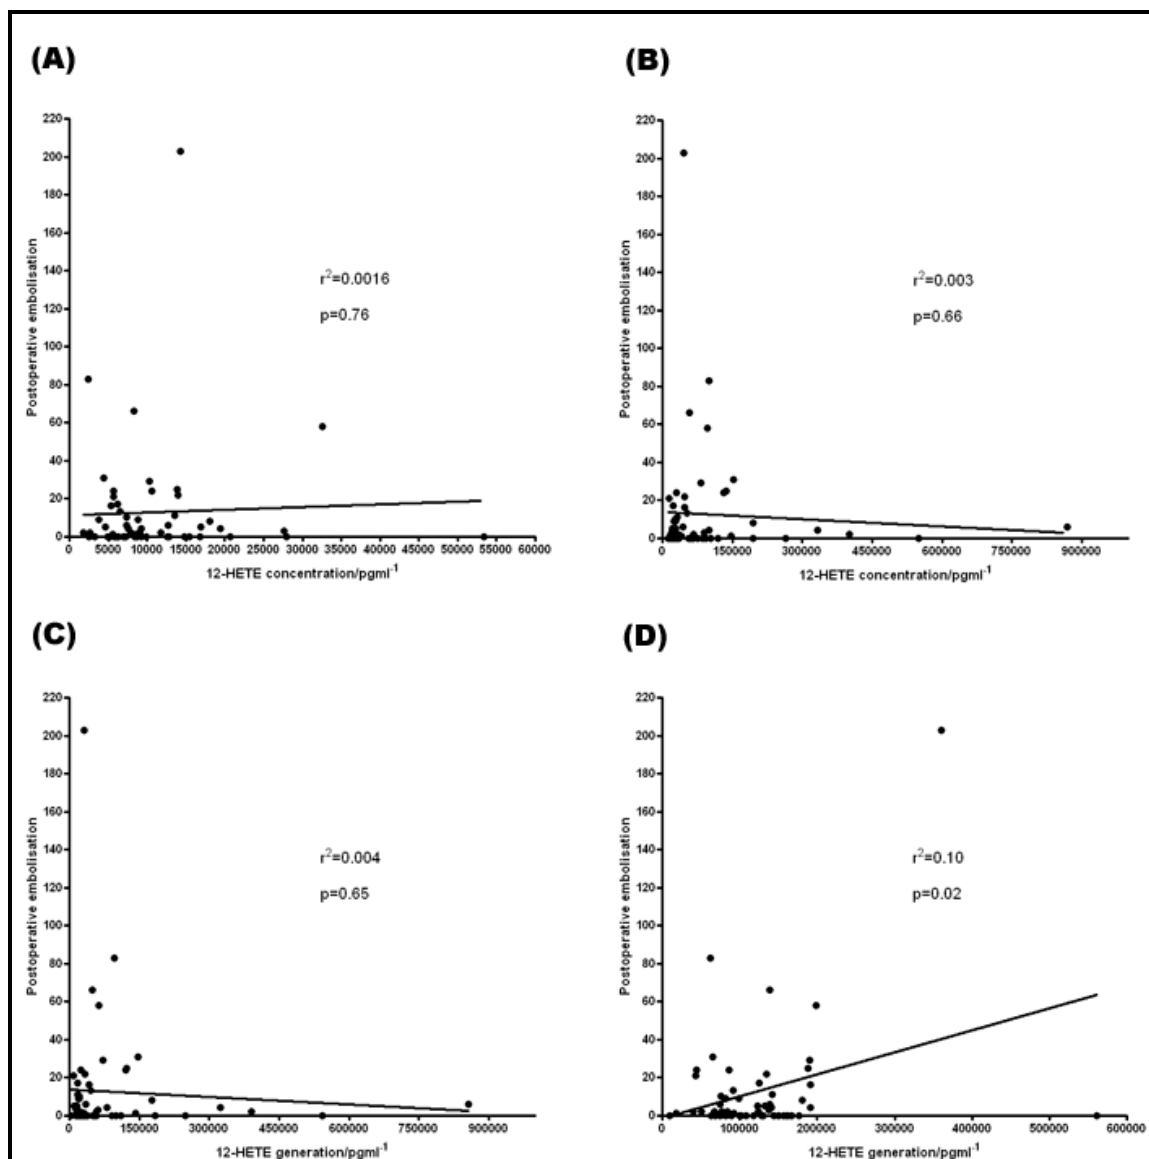 (A)
Postoperative embolisation
220
200
180
160
140
120
100
80
60
40
20
0
r²=0.0016
p=0.76
0 5000 10000 15000 20000 25000 30000 35000 40000 45000 50000 55000 60000
12-HETE concentration/pgml⁻¹
(B)
Postoperative embolisation
220
200
180
160
140
120
100
80
60
40
20
0
r²=0.003
p=0.66
0 150000 300000 450000 600000 750000 900000
12-HETE concentration/pgml⁻¹
(C)
Postoperative embolisation
220
200
180
160
140
120
100
80
60
40
20
0
r²=0.004
p=0.65
0 150000 300000 450000 600000 750000 900000
12-HETE generation/pgml⁻¹
(D)
Postoperative embolisation
220
200
180
160
140
120
100
80
60
40
20
0
r²=0.10
p=0.02
0 100000 200000 300000 400000 500000 600000
12-HETE generation/pgml⁻¹